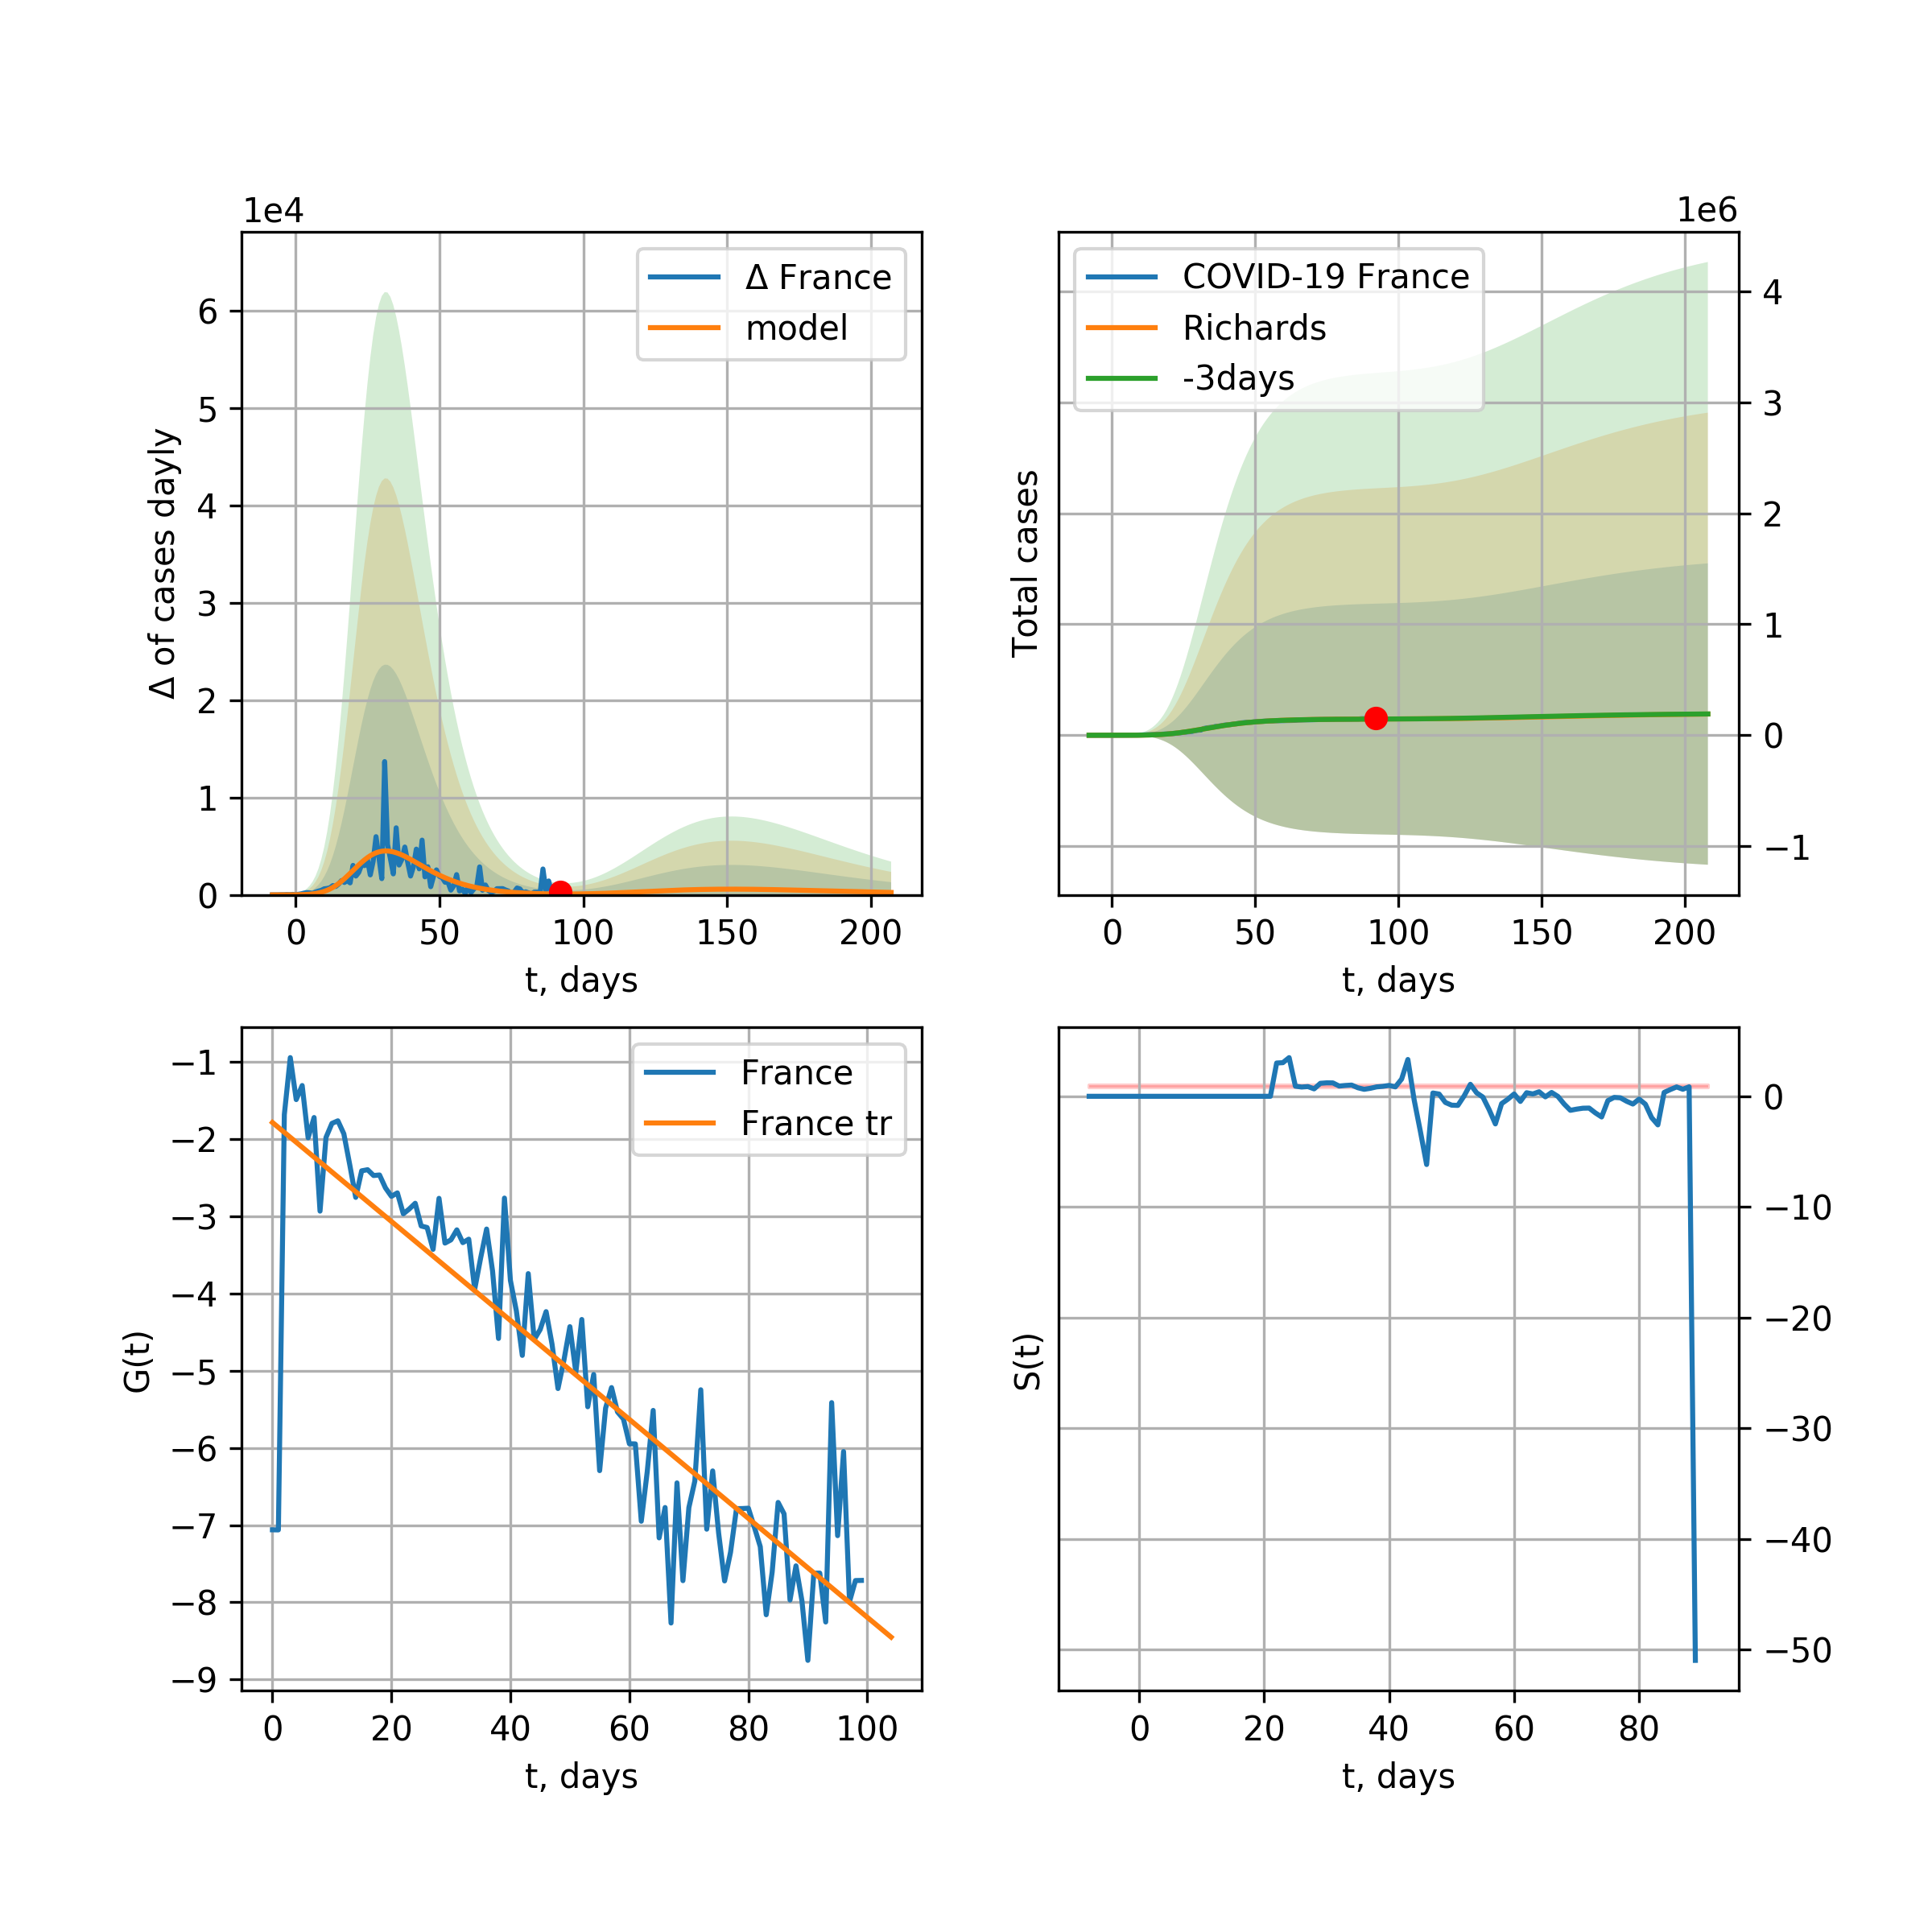 1e4
Δ of cases dayly
6
5
4
3
2
1
0
Δ France
model
0 50 100 150 200
t, days
1e6
Total cases
COVID-19 France
Richards
-3days
4
3
2
1
0
−1
0 50 100 150 200
t, days
G(t)
−1
−2
−3
−4
−5
−6
−7
−8
−9
France
France tr
0 20 40 60 80 100
t, days
S(t)
0
−10
−20
−30
−40
−50
0 20 40 60 80
t, days